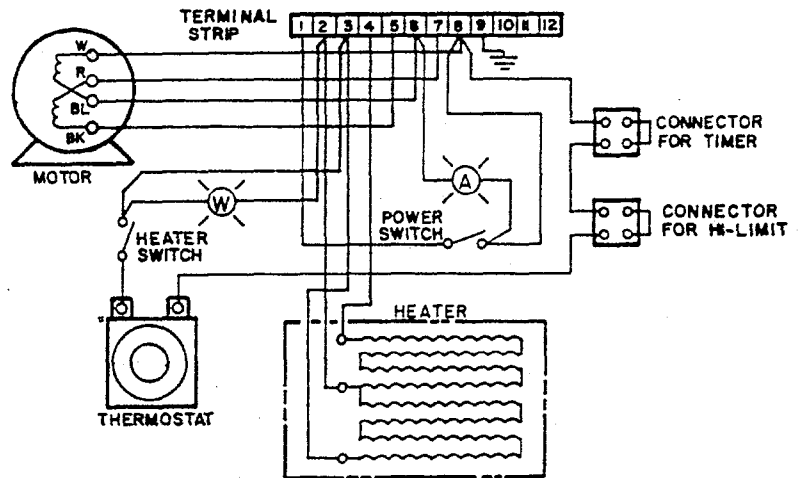 TERMINAL STRIP
1 2 3 4 5 6 7 8 9 10 11 12
W
R
BL
BK
MOTOR
CONNECTOR
FOR TIMER
W
A
HEATER
SWITCH
POWER
SWITCH
CONNECTOR
FOR HI-LIMIT
HEATER
THERMOSTAT